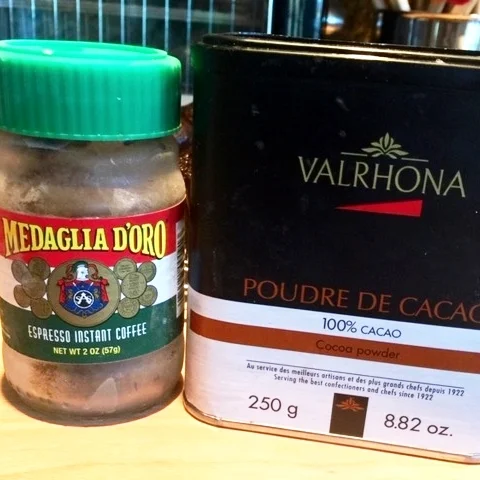 MEDAGLIA D'ORO
ESPRESSO INSTANT COFFEE
NET WT 2 OZ (57g)
VALRHONA
POUDRE DE CACAO
100% CACAO
Cocoa powder
Au service des meilleurs artisans et des plus grands chefs depuis 1922
Serving the best confectioners and chefs since 1922
250 g
8.82 oz.